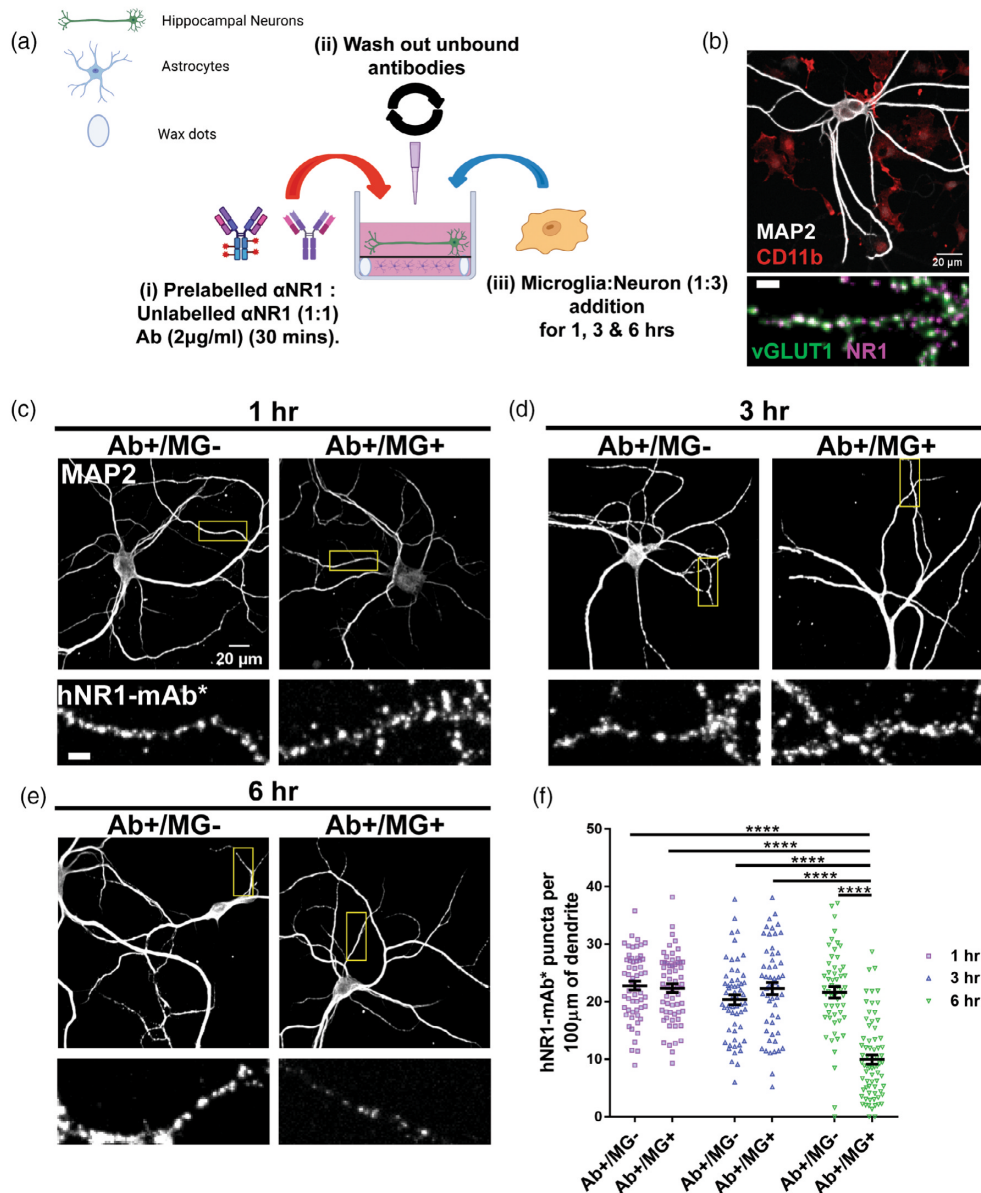 (a)
Hippocampal Neurons
Astrocytes
Wax dots
(ii) Wash out unbound
antibodies
(i) Prelabelled αNR1 :
Unlabelled αNR1 (1:1)
Ab (2µg/ml) (30 mins).
(iii) Microglia:Neuron (1:3)
addition
for 1, 3 & 6 hrs
(b)
MAP2
CD11b
20 µm
vGLUT1 NR1
(c)
1 hr
Ab+/MG- Ab+/MG+
MAP2
20 µm
hNR1-mAb*
(d)
3 hr
Ab+/MG- Ab+/MG+
(e)
6 hr
Ab+/MG- Ab+/MG+
(f)
hNR1-mAb* puncta per
100µm of dendrite
50
40
30
20
10
0
****
****
****
****
****
1 hr
3 hr
6 hr
Ab+/MG-
Ab+/MG+
Ab+/MG-
Ab+/MG+
Ab+/MG-
Ab+/MG+